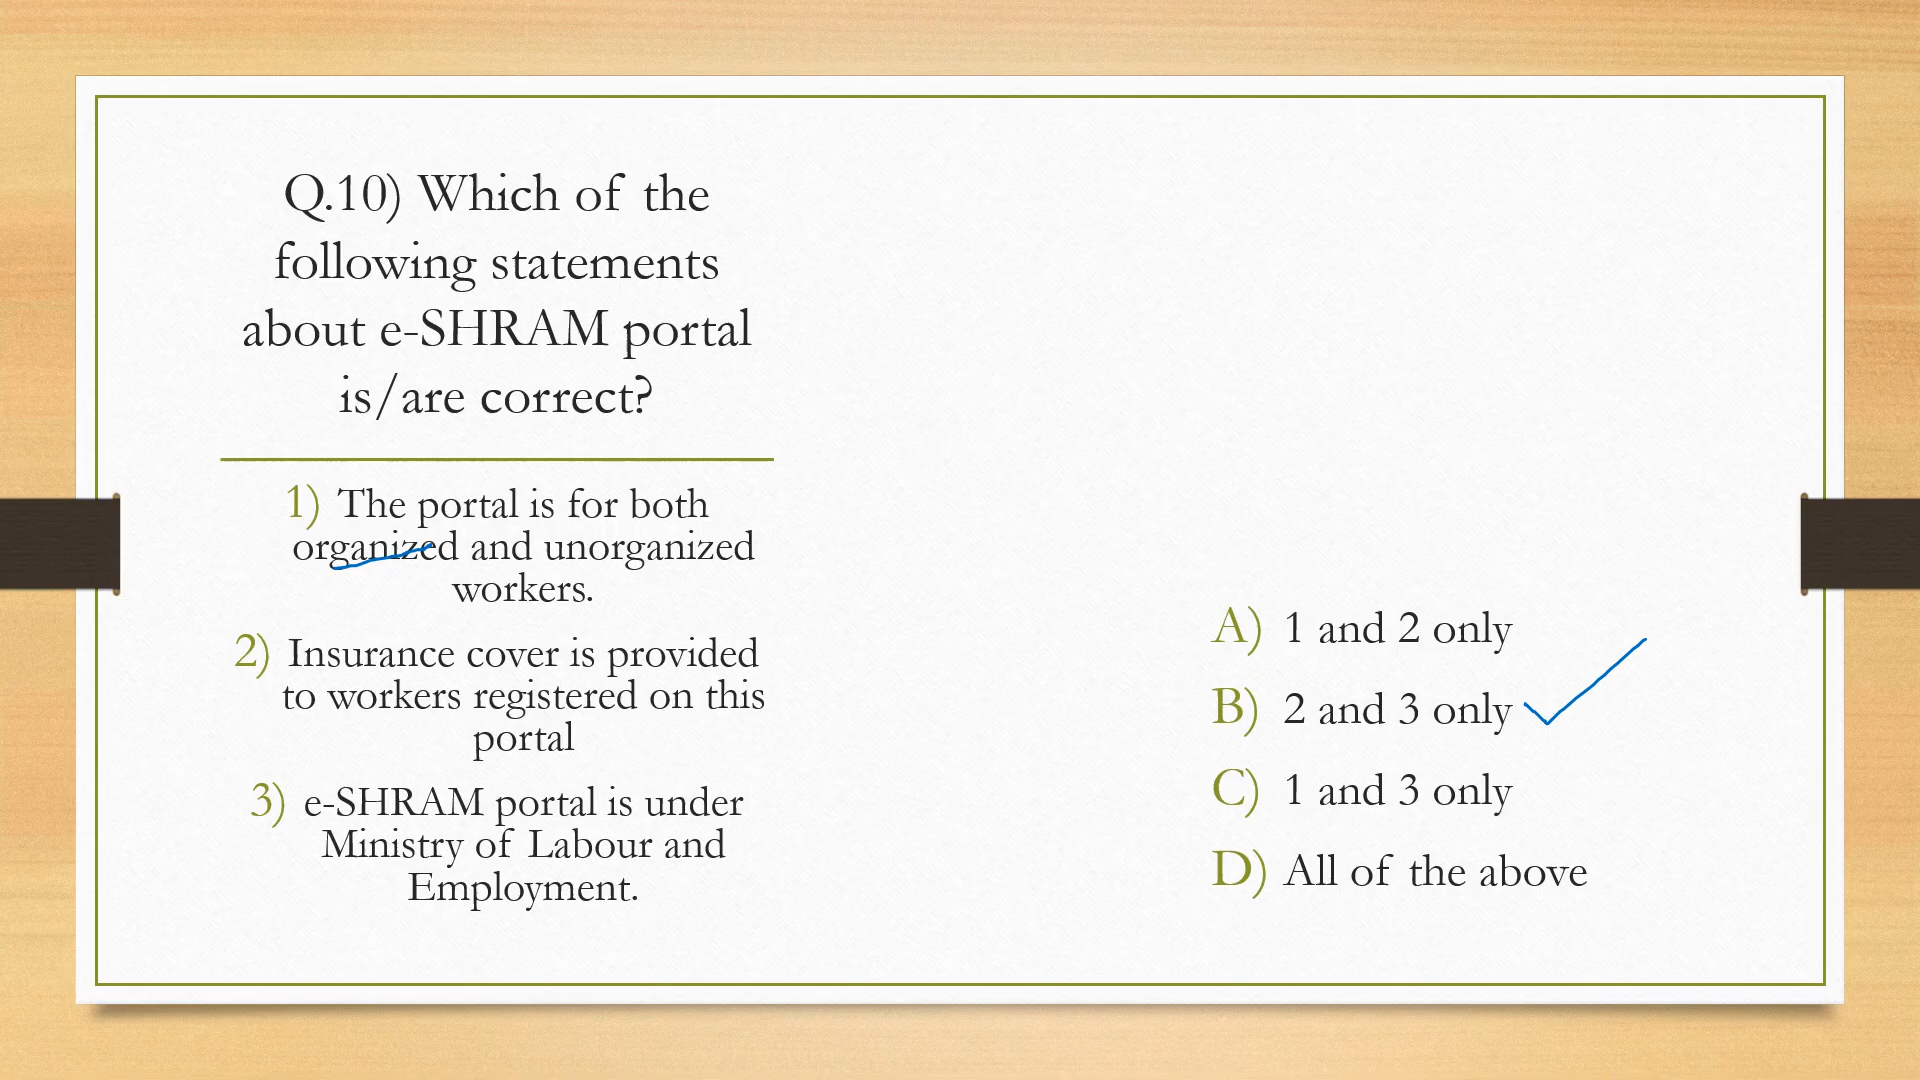 Q.10) Which of the
following statements
about e-SHRAM portal
is/are correct?
1) The portal is for both
organized and unorganized
workers.
2) Insurance cover is provided
to workers registered on this
portal
3) e-SHRAM portal is under
Ministry of Labour and
Employment.
A) 1 and 2 only
B) 2 and 3 only
C) 1 and 3 only
D) All of the above